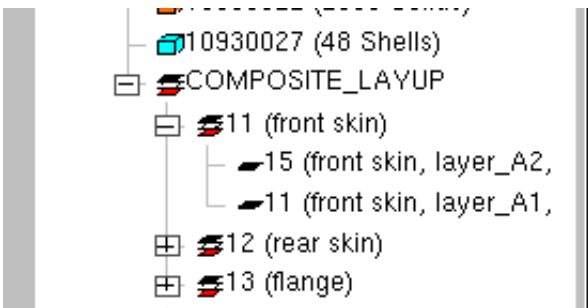 10930027 (48 Shells)
COMPOSITE_LAYUP
11 (front skin)
15 (front skin, layer_A2,
11 (front skin, layer_A1,
12 (rear skin)
13 (flange)